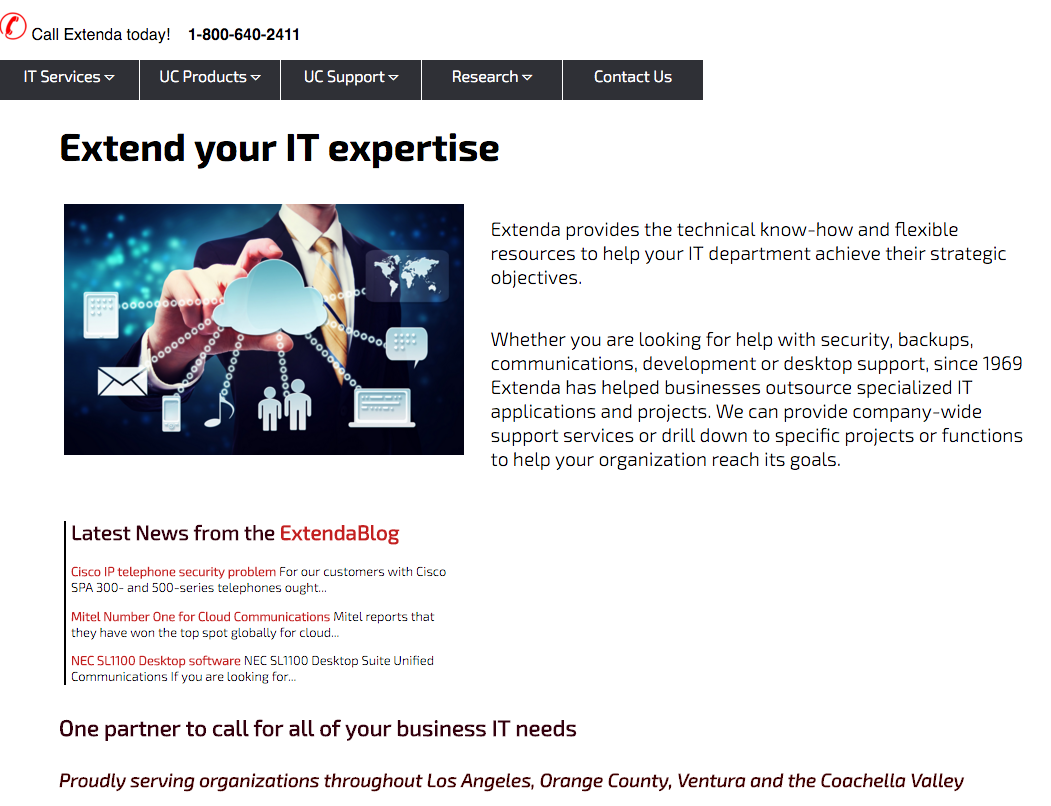 Call Extenda today! 1-800-640-2411
IT Services UC Products UC Support Research Contact Us
Extend your IT expertise
Extenda provides the technical know-how and flexible
resources to help your IT department achieve their strategic
objectives.
Whether you are looking for help with security, backups,
communications, development or desktop support, since 1969
Extenda has helped businesses outsource specialized IT
applications and projects. We can provide company-wide
support services or drill down to specific projects or functions
to help your organization reach its goals.
Latest News from the ExtendaBlog
Cisco IP telephone security problem For our customers with Cisco
SPA 300- and 500-series telephones ought...
Mitel Number One for Cloud Communications Mitel reports that
they have won the top spot globally for cloud...
NEC SL1100 Desktop software NEC SL1100 Desktop Suite Unified
Communications If you are looking for...
One partner to call for all of your business IT needs
Proudly serving organizations throughout Los Angeles, Orange County, Ventura and the Coachella Valley